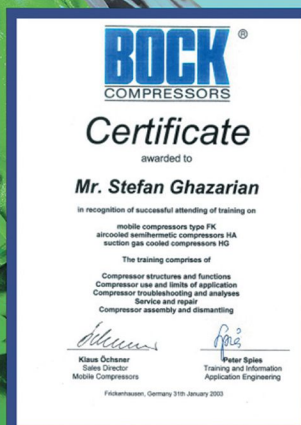 BOCK ®
COMPRESSORS
Certificate
awarded to
Mr. Stefan Ghazarian
in recognition of successful attending of training on
mobile compressors type FK
aircooled semihermetic compressors HA
suction gas cooled compressors HG
The training comprises of
Compressor structures and functions
Compressor use and limits of application
Compressor troubleshooting and analyses
Service and repair
Compressor assembly and dismantling
Klaus Öchsner
Sales Director
Mobile Compressors
Peter Spies
Training and Information
Application Engineering
Frickenhausen, Germany 31th January 2003